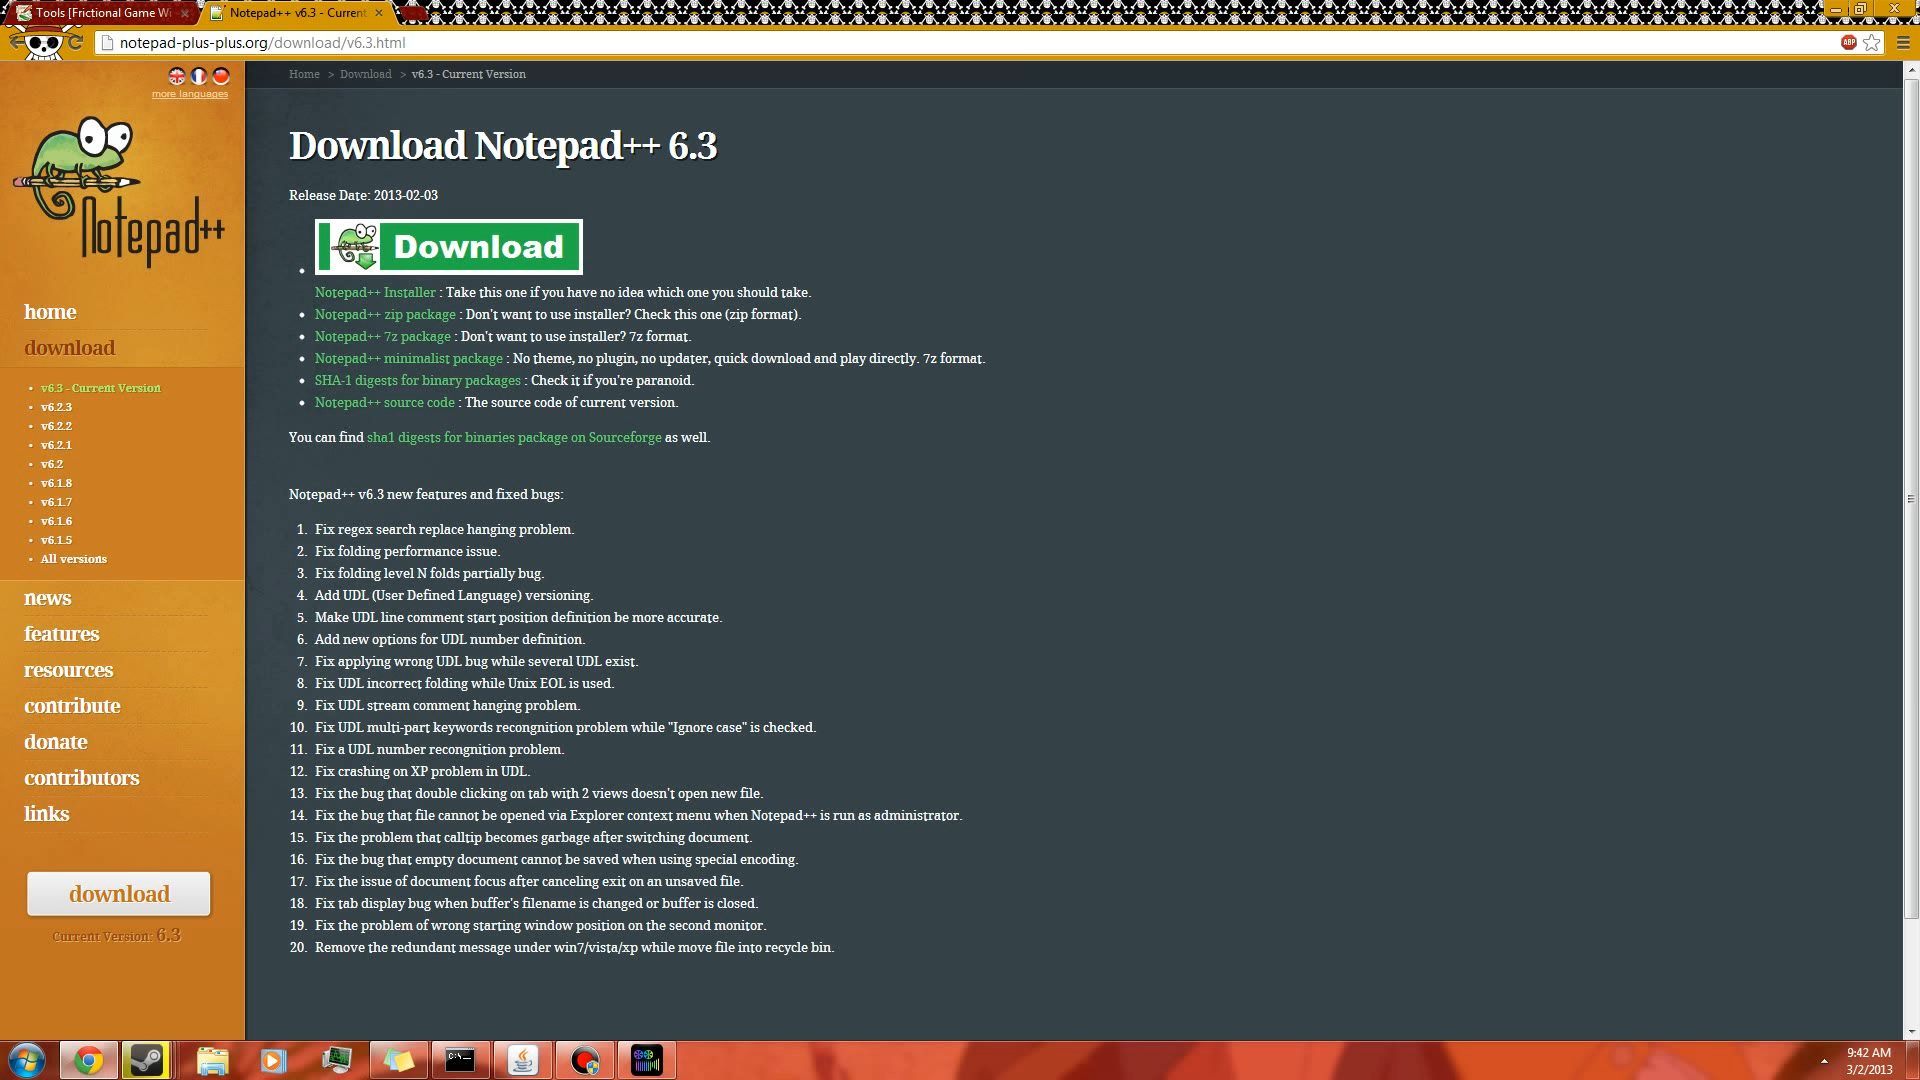 Tools [Frictional Game Wi
Notepad++ v6.3 - Current
notepad-plus-plus.org/download/v6.3.html
ABP
more languages
Home > Download > v6.3 - Current Version
Notepad++
Download Notepad++ 6.3
Release Date: 2013-02-03
Download
Notepad++ Installer : Take this one if you have no idea which one you should take.
Notepad++ zip package : Don't want to use installer? Check this one (zip format).
Notepad++ 7z package : Don't want to use installer? 7z format.
Notepad++ minimalist package : No theme, no plugin, no updater, quick download and play directly. 7z format.
SHA-1 digests for binary packages : Check it if you're paranoid.
Notepad++ source code : The source code of current version.
You can find sha1 digests for binaries package on Sourceforge as well.
Notepad++ v6.3 new features and fixed bugs:
1. Fix regex search replace hanging problem.
2. Fix folding performance issue.
3. Fix folding level N folds partially bug.
4. Add UDL (User Defined Language) versioning.
5. Make UDL line comment start position definition be more accurate.
6. Add new options for UDL number definition.
7. Fix applying wrong UDL bug while several UDL exist.
8. Fix UDL incorrect folding while Unix EOL is used.
9. Fix UDL stream comment hanging problem.
10. Fix UDL multi-part keywords recongnition problem while "Ignore case" is checked.
11. Fix a UDL number recongnition problem.
12. Fix crashing on XP problem in UDL.
13. Fix the bug that double clicking on tab with 2 views doesn't open new file.
14. Fix the bug that file cannot be opened via Explorer context menu when Notepad++ is run as administrator.
15. Fix the problem that calltip becomes garbage after switching document.
16. Fix the bug that empty document cannot be saved when using special encoding.
17. Fix the issue of document focus after canceling exit on an unsaved file.
18. Fix tab display bug when buffer's filename is changed or buffer is closed.
19. Fix the problem of wrong starting window position on the second monitor.
20. Remove the redundant message under win7/vista/xp while move file into recycle bin.
home
download
v6.3 - Current Version
v6.2.3
v6.2.2
v6.2.1
v6.2
v6.1.8
v6.1.7
v6.1.6
v6.1.5
All versions
news
features
resources
contribute
donate
contributors
links
download
Current Version: 6.3
C:\.
9:42 AM
3/2/2013